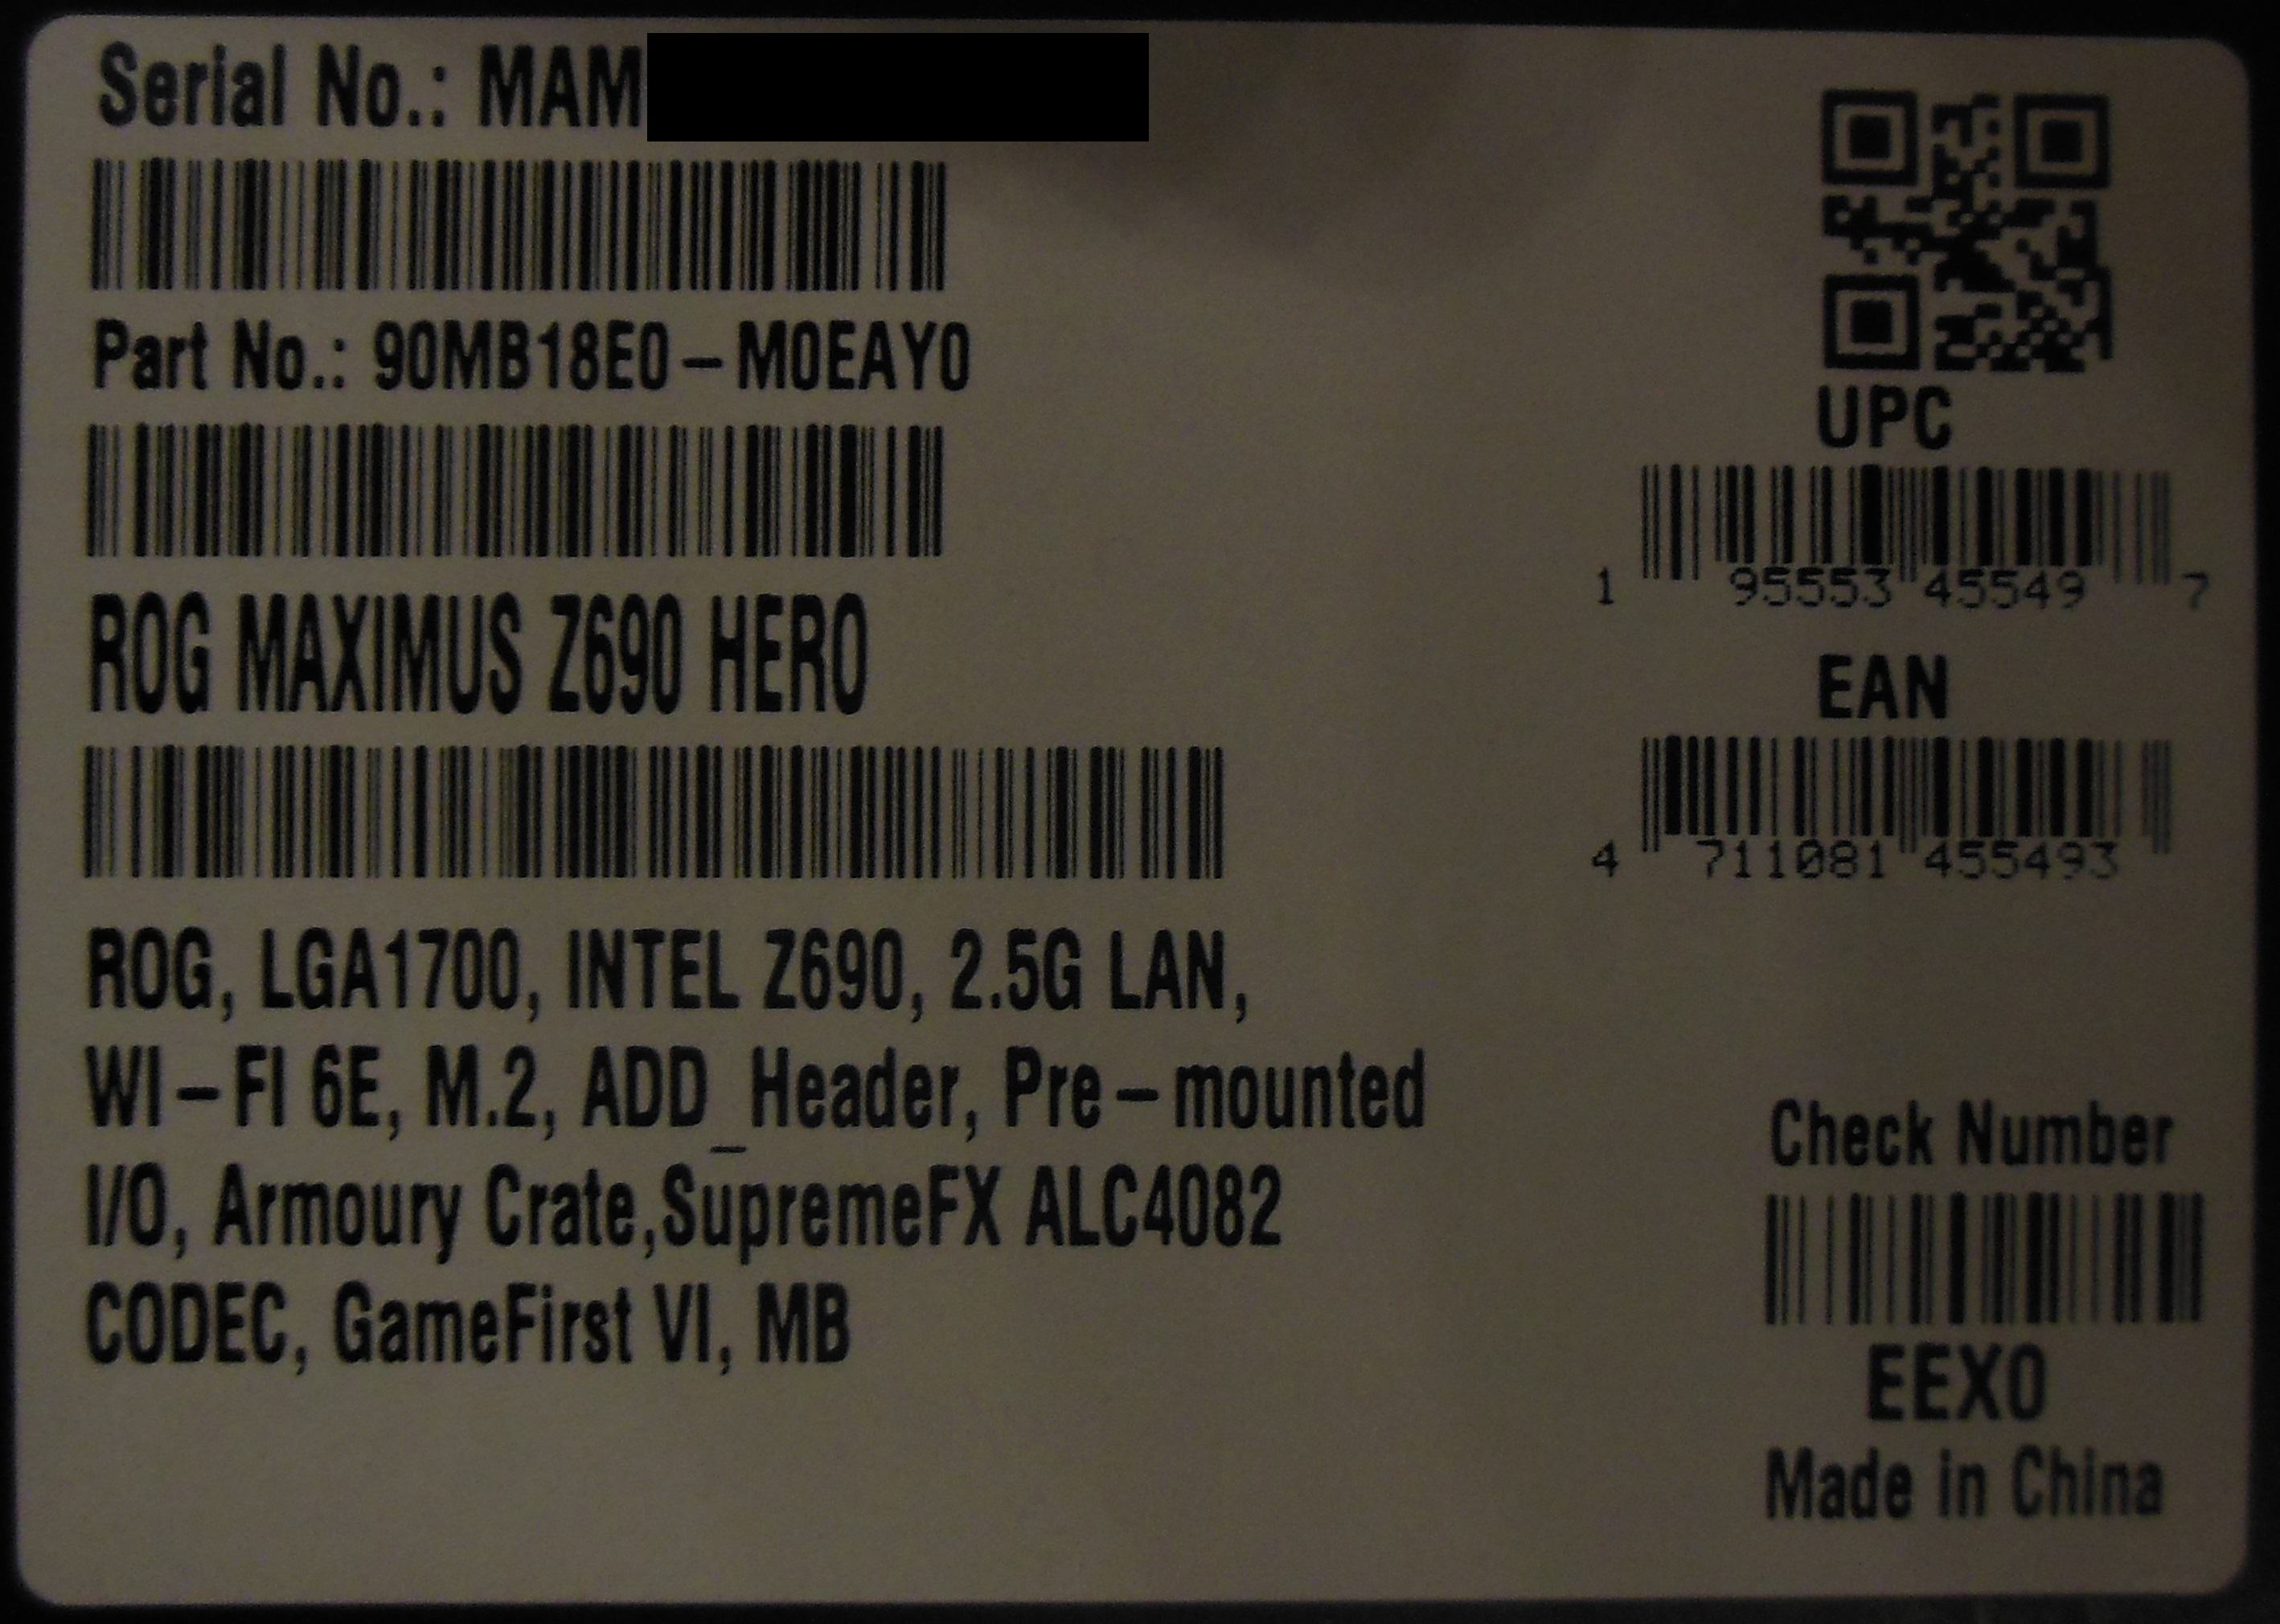 Serial No.: MAM
Part No.: 90MB18E0-M0EAY0
ROG MAXIMUS Z690 HERO
ROG, LGA1700, INTEL Z690, 2.5G LAN,
WI-FI 6E, M.2, ADD_Header, Pre-mounted
I/O, Armoury Crate,SupremeFX ALC4082
CODEC, GameFirst VI, MB
UPC
1 95553 45549 7
EAN
4 711081 455493
Check Number
EEX0
Made in China